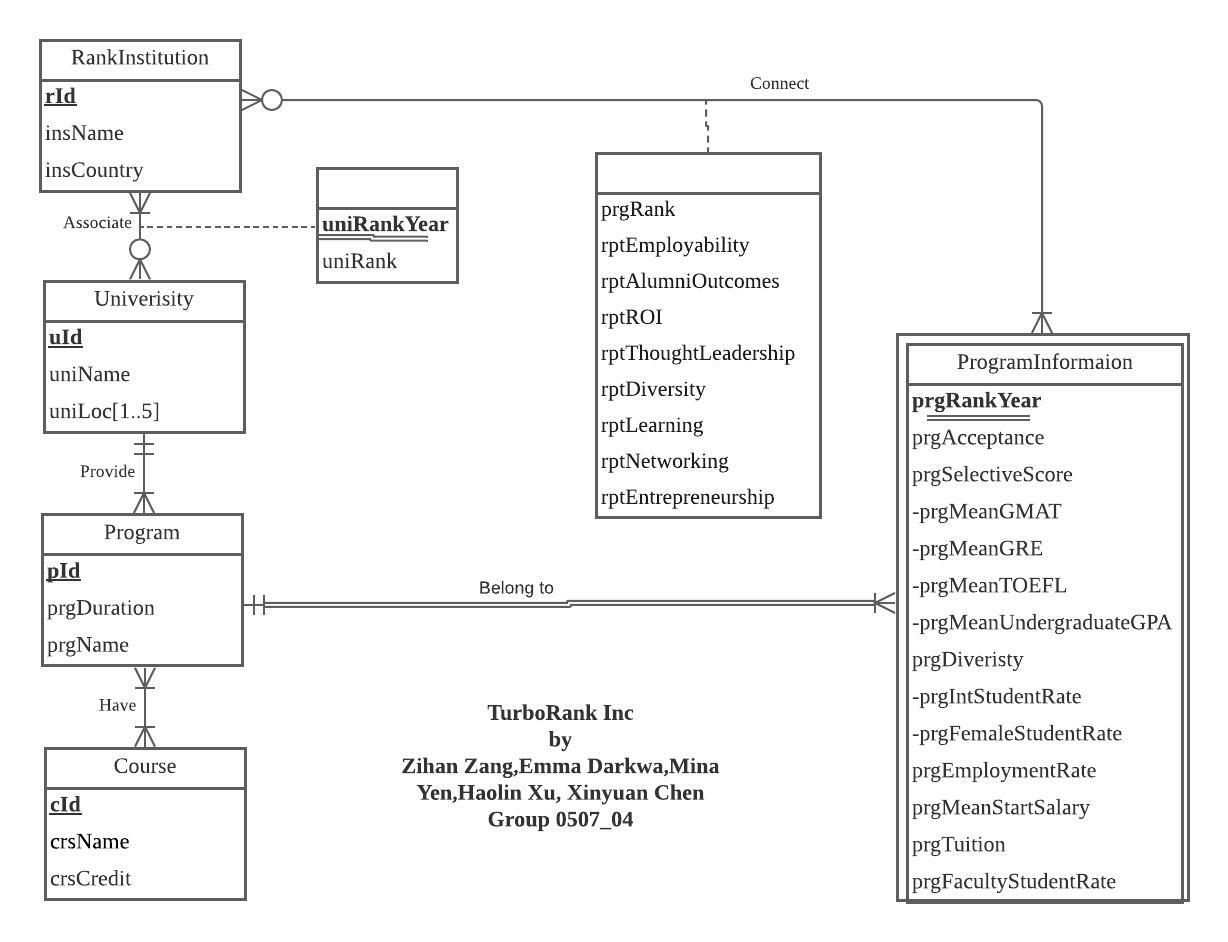 RankInstitution
rId
insName
insCountry
Connect
Associate
uniRankYear
uniRank
Univerisity
uId
uniName
uniLoc[1..5]
Provide
prgRank
rptEmployability
rptAlumniOutcomes
rptROI
rptThoughtLeadership
rptDiversity
rptLearning
rptNetworking
rptEntrepreneurship
ProgramInformaion
prgRankYear
prgAcceptance
prgSelectiveScore
-prgMeanGMAT
-prgMeanGRE
-prgMeanTOEFL
-prgMeanUndergraduateGPA
prgDiveristy
-prgIntStudentRate
-prgFemaleStudentRate
prgEmploymentRate
prgMeanStartSalary
prgTuition
prgFacultyStudentRate
Program
pId
prgDuration
prgName
Belong to
Have
Course
cId
crsName
crsCredit
TurboRank Inc
by
Zihan Zang,Emma Darkwa,Mina
Yen,Haolin Xu, Xinyuan Chen
Group 0507_04